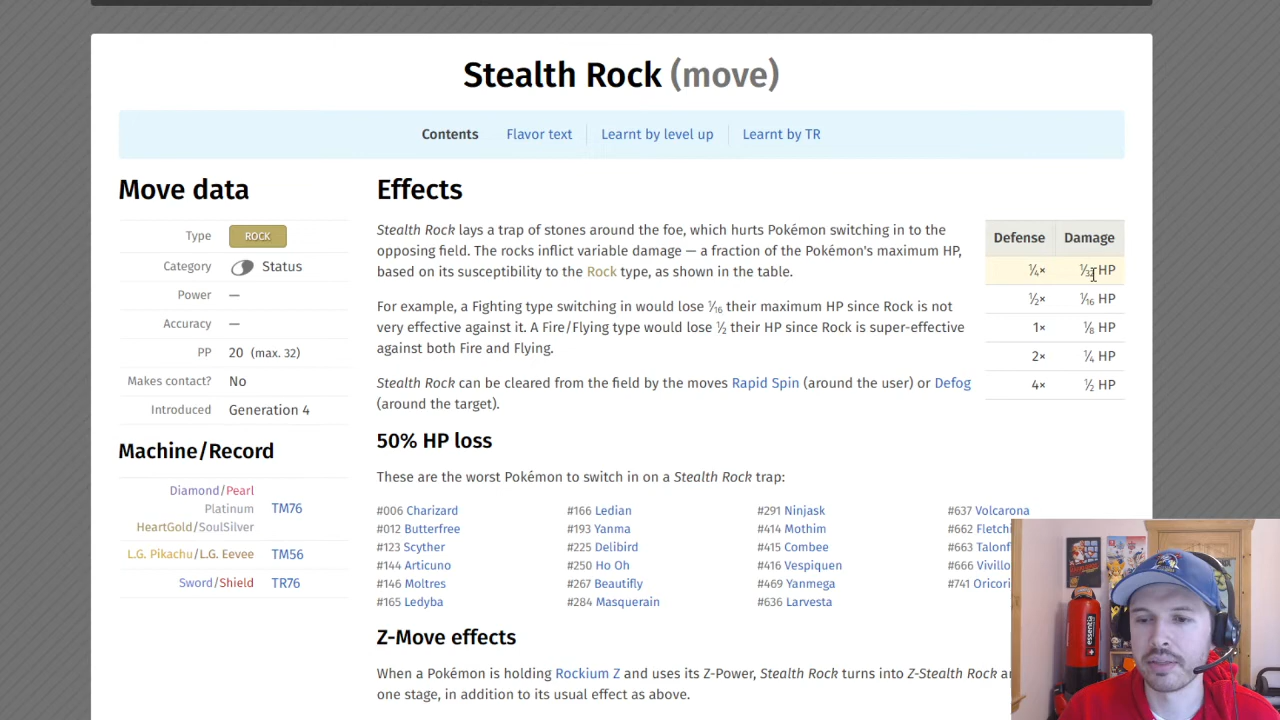 Stealth Rock (move)
Contents
Flavor text
Learnt by level up
Learnt by TR
Move data
Type ROCK
Category Status
Power —
Accuracy —
PP 20 (max. 32)
Makes contact? No
Introduced Generation 4
Machine/Record
Diamond/Pearl
Platinum
HeartGold/SoulSilver
TM76
L.G. Pikachu/L.G. Eevee TM56
Sword/Shield TR76
Effects
Stealth Rock lays a trap of stones around the foe, which hurts Pokémon switching in to the
opposing field. The rocks inflict variable damage — a fraction of the Pokémon's maximum HP,
based on its susceptibility to the Rock type, as shown in the table.
For example, a Fighting type switching in would lose 1/16 their maximum HP since Rock is not
very effective against it. A Fire/Flying type would lose ½ their HP since Rock is super-effective
against both Fire and Flying.
Stealth Rock can be cleared from the field by the moves Rapid Spin (around the user) or Defog
(around the target).
Defense Damage
¼× 1/32 HP
½× 1/16 HP
1× ⅛ HP
2× ¼ HP
4× ½ HP
50% HP loss
These are the worst Pokémon to switch in on a Stealth Rock trap:
#006 Charizard
#012 Butterfree
#123 Scyther
#144 Articuno
#146 Moltres
#165 Ledyba
#166 Ledian
#193 Yanma
#225 Delibird
#250 Ho Oh
#267 Beautifly
#284 Masquerain
#291 Ninjask
#414 Mothim
#415 Combee
#416 Vespiquen
#469 Yanmega
#636 Larvesta
#637 Volcarona
#662 Fletchi
#663 Talonf
#666 Vivillo
#741 Oricori
Z-Move effects
When a Pokémon is holding Rockium Z and uses its Z-Power, Stealth Rock turns into Z-Stealth Rock a
one stage, in addition to its usual effect as above.
essentia